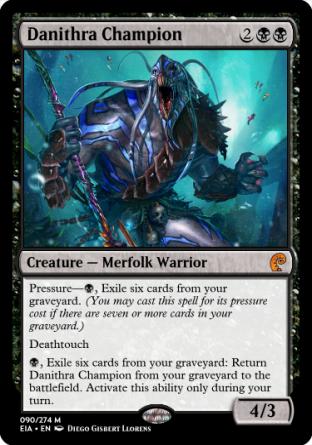 Danithra Champion 2
Creature — Merfolk Warrior
Pressure—, Exile six cards from your
graveyard. (You may cast this spell for its pressure
cost if there are seven or more cards in your
graveyard.)
Deathtouch
, Exile six cards from your graveyard: Return
Danithra Champion from your graveyard to the
battlefield. Activate this ability only during your
turn.
4/3
090/274 M
EIA • EN Diego Gisbert Llorens